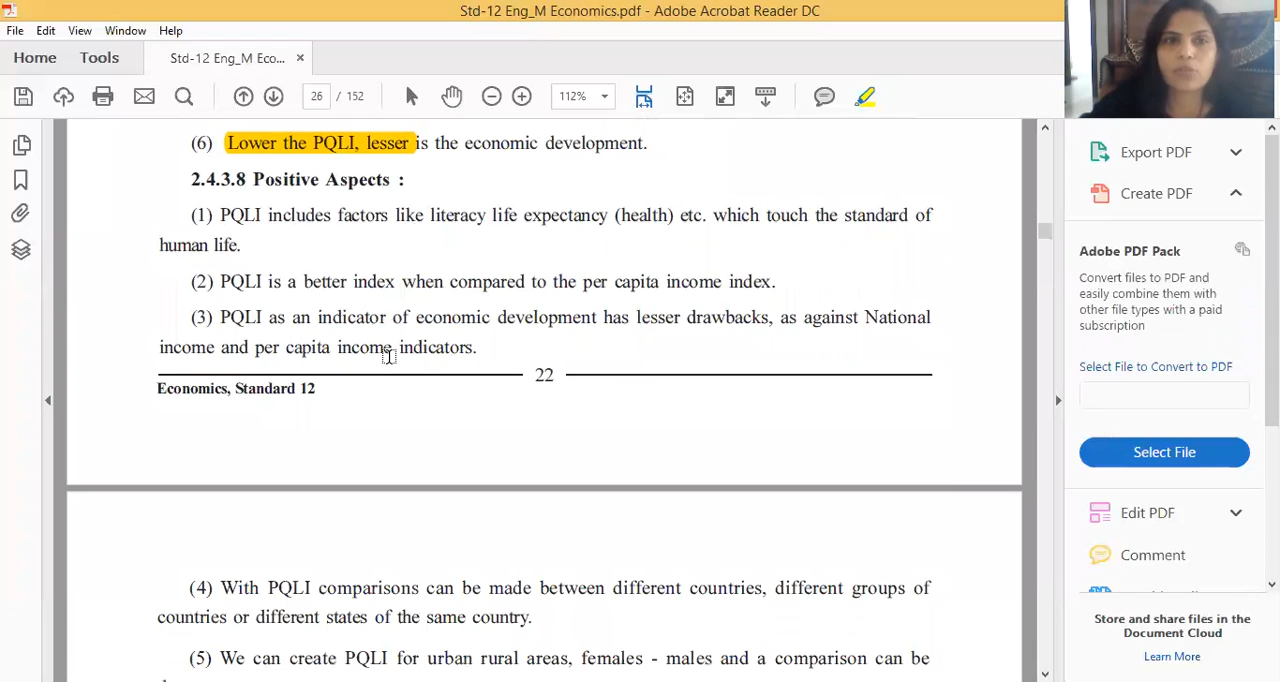 Std-12 Eng_M Economics.pdf - Adobe Acrobat Reader DC
File Edit View Window Help
Home Tools Std-12 Eng_M Eco... ×
26 / 152 112%
(6) Lower the PQLI, lesser is the economic development.
2.4.3.8 Positive Aspects :
(1) PQLI includes factors like literacy life expectancy (health) etc. which touch the standard of
human life.
(2) PQLI is a better index when compared to the per capita income index.
(3) PQLI as an indicator of economic development has lesser drawbacks, as against National
income and per capita income indicators.
22
Economics, Standard 12
(4) With PQLI comparisons can be made between different countries, different groups of
countries or different states of the same country.
(5) We can create PQLI for urban rural areas, females - males and a comparison can be
Export PDF
Create PDF
Adobe PDF Pack
Convert files to PDF and
easily combine them with
other file types with a paid
subscription
Select File to Convert to PDF
Select File
Edit PDF
Comment
Store and share files in the
Document Cloud
Learn More